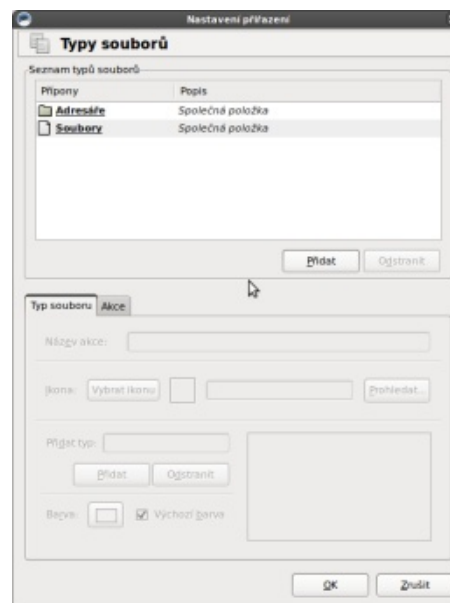 Nastavení přiřazení
Typy souborů
Seznam typů souborů
Přípony Popis
Adresáře Společná položka
Soubory Společná položka
Přidat Odstranit
Typ souboru Akce
Název akce:
Ikona: Vybrat ikonu Prohledat...
Přidat typ:
Přidat Odstranit
Barva: Výchozí barva
OK Zrušit